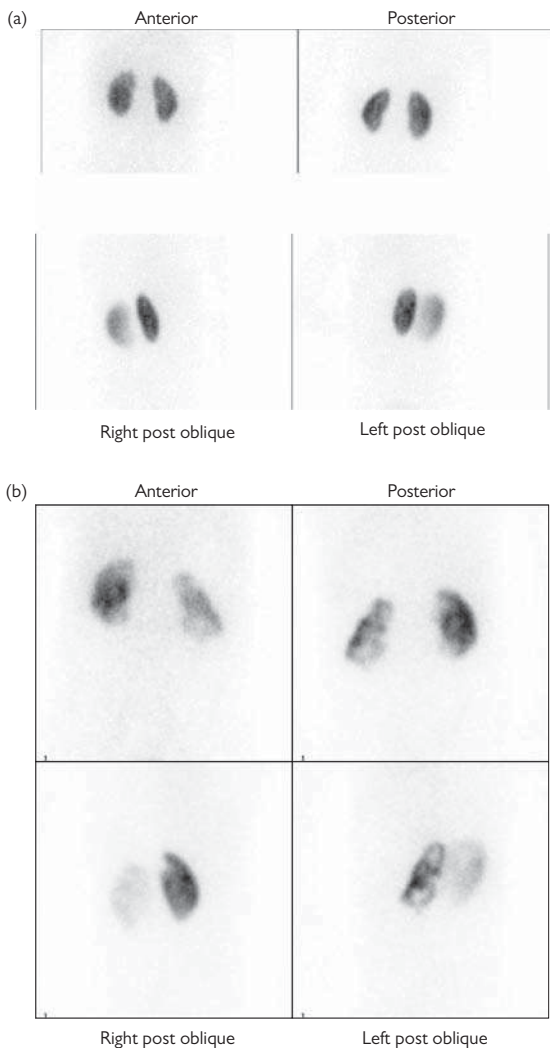 (a)
Anterior Posterior
Right post oblique Left post oblique
(b)
Anterior Posterior
Right post oblique Left post oblique